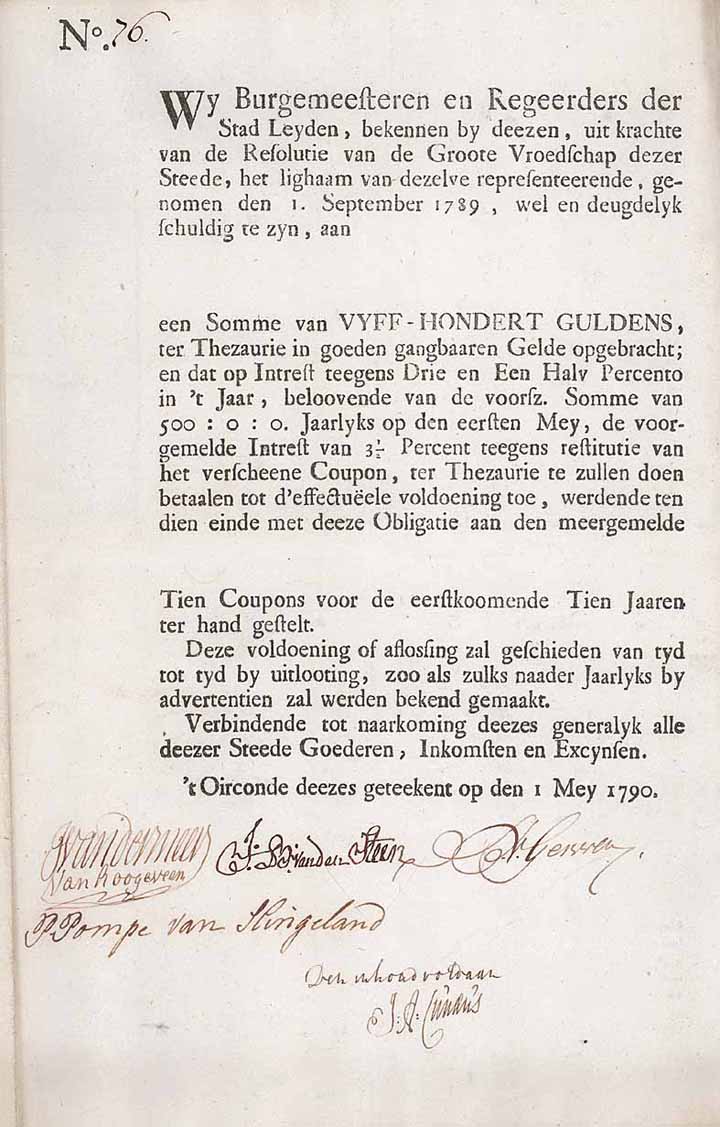 No. 76.
Wy Burgemeeſteren en Regeerders der
Stad Leyden, bekennen by deezen, uit krachte
van de Reſolutie van de Groote Vroedſchap dezer
Steede, het lighaam van dezelve repreſenteerende, ge-
nomen den 1. September 1789, wel en deugdelyk
ſchuldig te zyn, aan
een Somme van VYFF-HONDERT GULDENS,
ter Thezaurie in goeden gangbaaren Gelde opgebracht;
en dat op Intreſt teegens Drie en Een Halv Percento
in 't Jaar, beloovende van de voorſz. Somme van
500 : 0 : 0. Jaarlyks op den eerſten Mey, de voor-
gemelde Intreſt van 3½ Percent teegens reſtitutie van
het verſcheene Coupon, ter Thezaurie te zullen doen
betaalen tot d'effectuëele voldoening toe, werdende ten
dien einde met deeze Obligatie aan den meergemelde
Tien Coupons voor de eerſtkoomende Tien Jaaren
ter hand geſtelt.
Deze voldoening of afloſſing zal geſchieden van tyd
tot tyd by uitlooting, zoo als zulks naader Jaarlyks by
advertentien zal werden bekend gemaakt.
Verbindende tot naarkoming deezes generalyk alle
deezer Steede Goederen, Inkomſten en Excynſen.
't Oirconde deezes geteekent op den 1 Mey 1790.
Vandermeer J. B. vanden Steen
van hoogeveen
P Pompe van Slingeland
Den inhoud voldaan
J: A: Cunaus